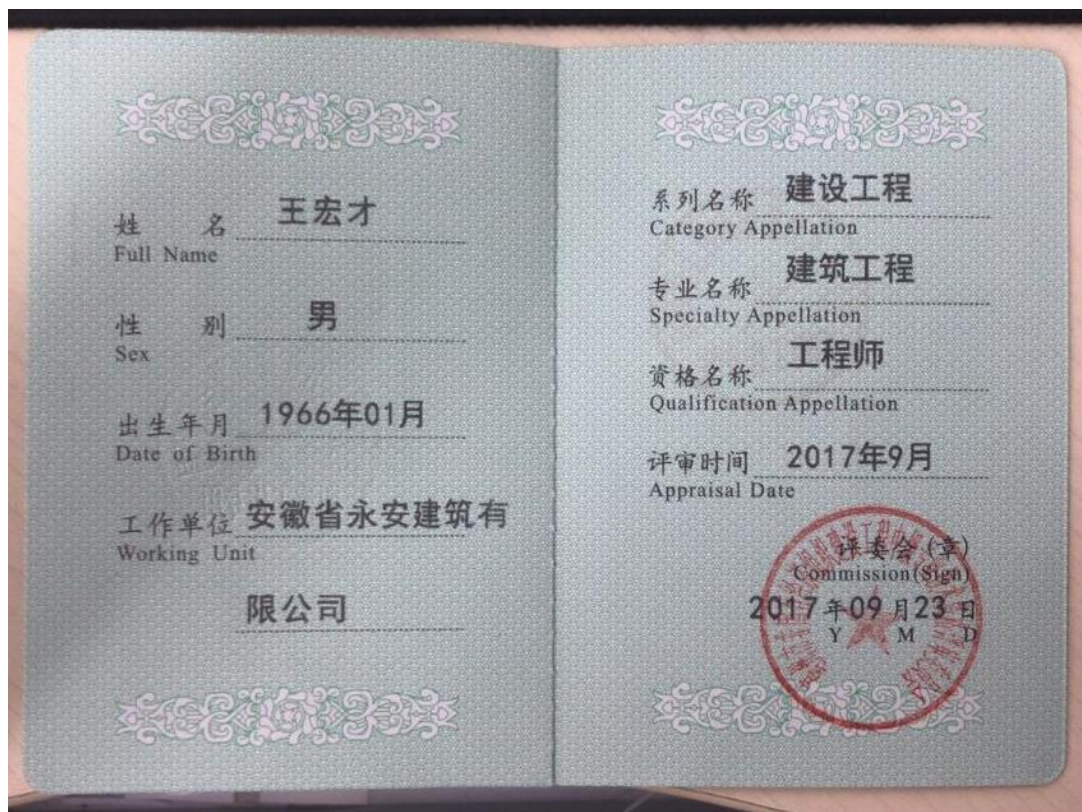 姓 名 王宏才
Full Name
性 别 男
Sex
出生年月 1966年01月
Date of Birth
工作单位 安徽省永安建筑有
Working Unit
限公司
系列名称 建设工程
Category Appellation
专业名称 建筑工程
Specialty Appellation
资格名称 工程师
Qualification Appellation
评审时间 2017年9月
Appraisal Date
评委会(章)
Commission(Sign)
2017年09月23日
Y M D